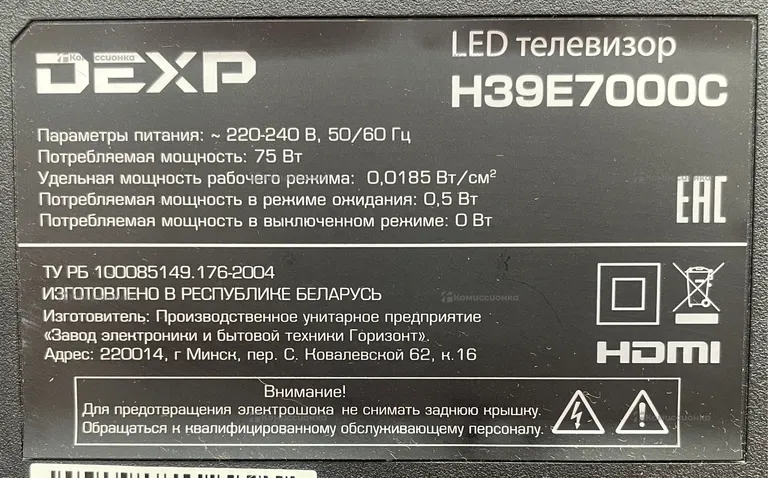 DEXP
LED телевизор
H39E7000C
Параметры питания: ~ 220-240 В, 50/60 Гц
Потребляемая мощность: 75 Вт
Удельная мощность рабочего режима: 0,0185 Вт/см²
Потребляемая мощность в режиме ожидания: 0,5 Вт
Потребляемая мощность в выключенном режиме: 0 Вт
EAC
ТУ РБ 100085149.176-2004
ИЗГОТОВЛЕНО В РЕСПУБЛИКЕ БЕЛАРУСЬ
Изготовитель: Производственное унитарное предприятие
«Завод электроники и бытовой техники Горизонт».
Адрес: 220014, г Минск, пер. С. Ковалевской 62, к.16
HDMI
Внимание!
Для предотвращения электрошока не снимать заднюю крышку.
Обращаться к квалифицированному обслуживающему персоналу.
Комиссионка
Комиссионка